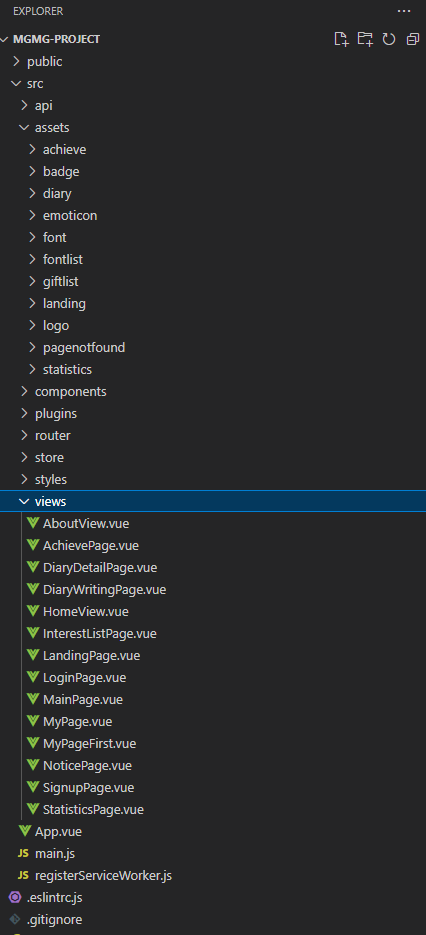 EXPLORER
MGMG-PROJECT
public
src
api
assets
achieve
badge
diary
emoticon
font
fontlist
giftlist
landing
logo
pagenotfound
statistics
components
plugins
router
store
styles
views
AboutView.vue
AchievePage.vue
DiaryDetailPage.vue
DiaryWritingPage.vue
HomeView.vue
InterestListPage.vue
LandingPage.vue
LoginPage.vue
MainPage.vue
MyPage.vue
MyPageFirst.vue
NoticePage.vue
SignupPage.vue
StatisticsPage.vue
App.vue
JS main.js
JS registerServiceWorker.js
.eslintrc.js
.gitignore